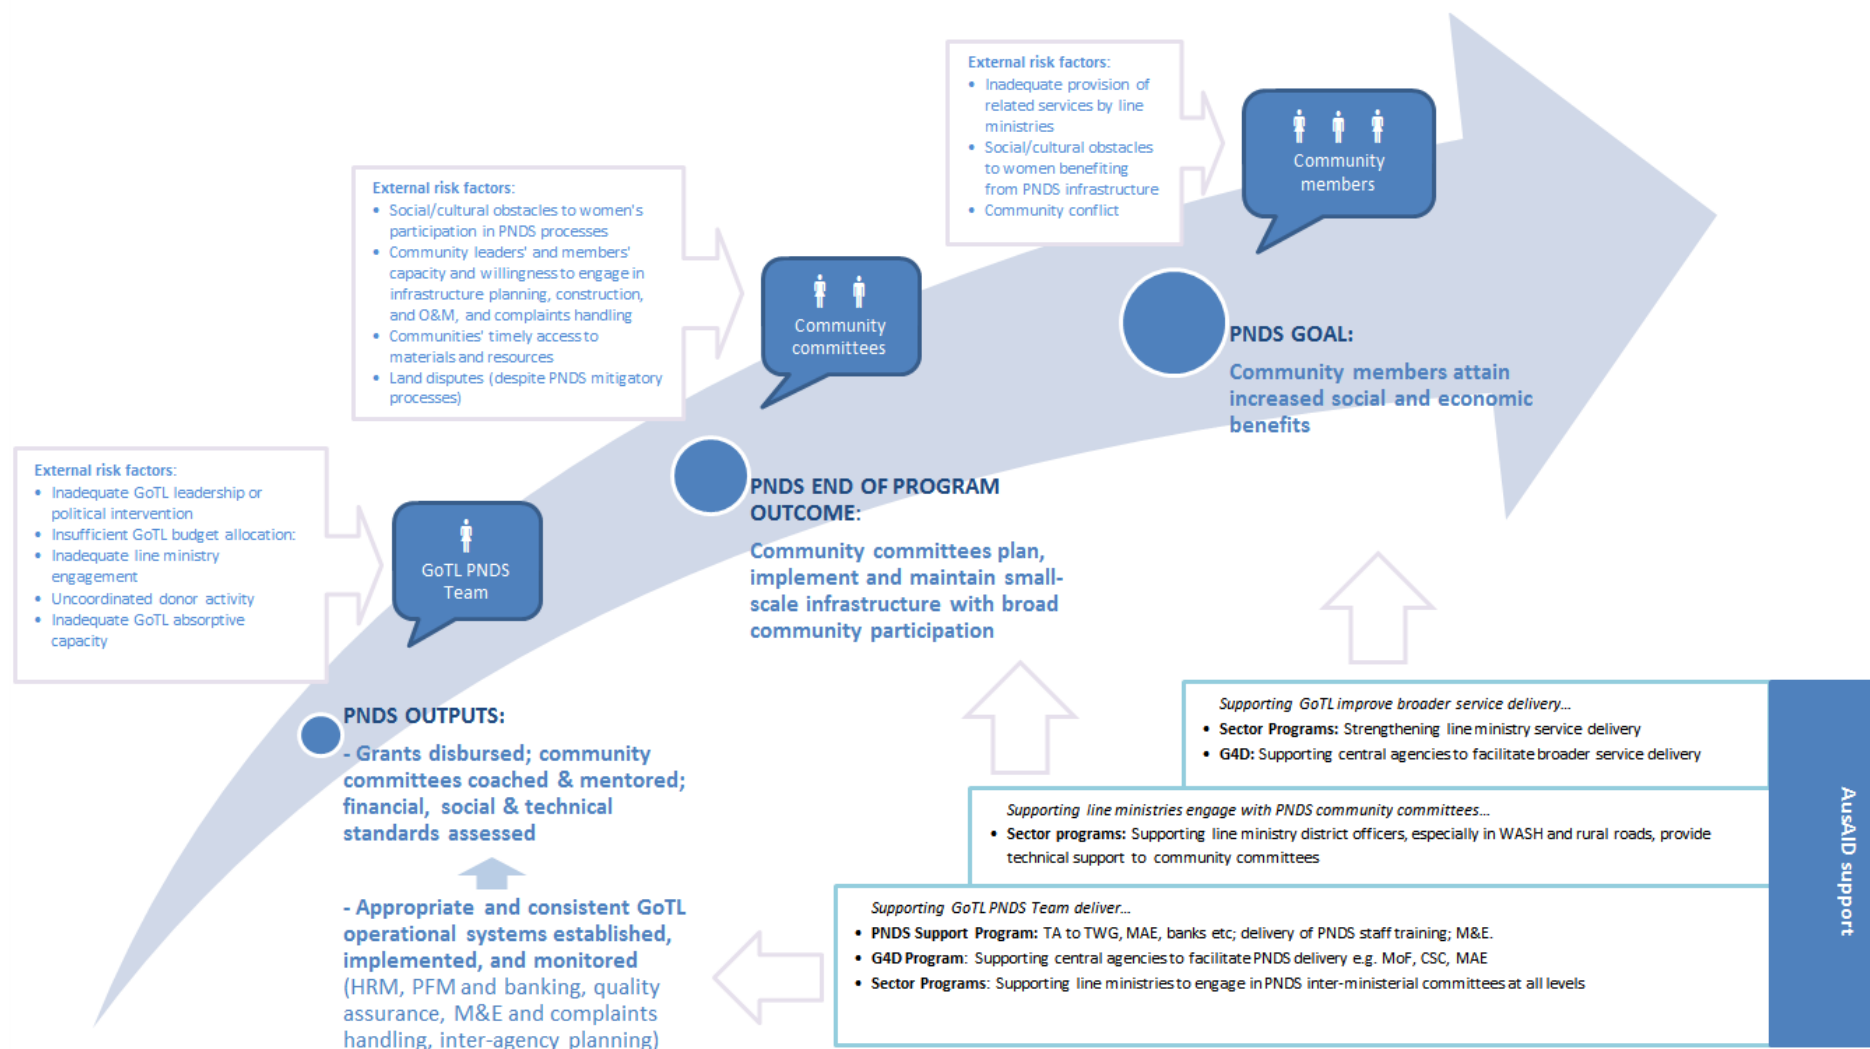 External risk factors:
• Inadequate provision of
related services by line
ministries
• Social/cultural obstacles
to women benefiting
from PNDS infrastructure
• Community conflict
Community
members
External risk factors:
• Social/cultural obstacles to women's
participation in PNDS processes
• Community leaders' and members'
capacity and willingness to engage in
infrastructure planning, construction,
and O&M, and complaints handling
• Communities' timely access to
materials and resources
• Land disputes (despite PNDS mitigatory
processes)
Community
committees
PNDS GOAL:
Community members attain
increased social and economic
benefits
External risk factors:
• Inadequate GoTL leadership or
political intervention
• Insufficient GoTL budget allocation:
• Inadequate line ministry
engagement
• Uncoordinated donor activity
• Inadequate GoTL absorptive
capacity
GoTL PNDS
Team
PNDS END OF PROGRAM
OUTCOME:
Community committees plan,
implement and maintain small-
scale infrastructure with broad
community participation
PNDS OUTPUTS:
- Grants disbursed; community
committees coached & mentored;
financial, social & technical
standards assessed
- Appropriate and consistent GoTL
operational systems established,
implemented, and monitored
(HRM, PFM and banking, quality
assurance, M&E and complaints
handling, inter-agency planning)
Supporting GoTL improve broader service delivery...
• Sector Programs: Strengthening line ministry service delivery
• G4D: Supporting central agencies to facilitate broader service delivery
Supporting line ministries engage with PNDS community committees...
• Sector programs: Supporting line ministry district officers, especially in WASH and rural roads, provide
technical support to community committees
Supporting GoTL PNDS Team deliver...
• PNDS Support Program: TA to TWG, MAE, banks etc; delivery of PNDS staff training; M&E.
• G4D Program: Supporting central agencies to facilitate PNDS delivery e.g. MoF, CSC, MAE
• Sector Programs: Supporting line ministries to engage in PNDS inter-ministerial committees at all levels
AusAID support